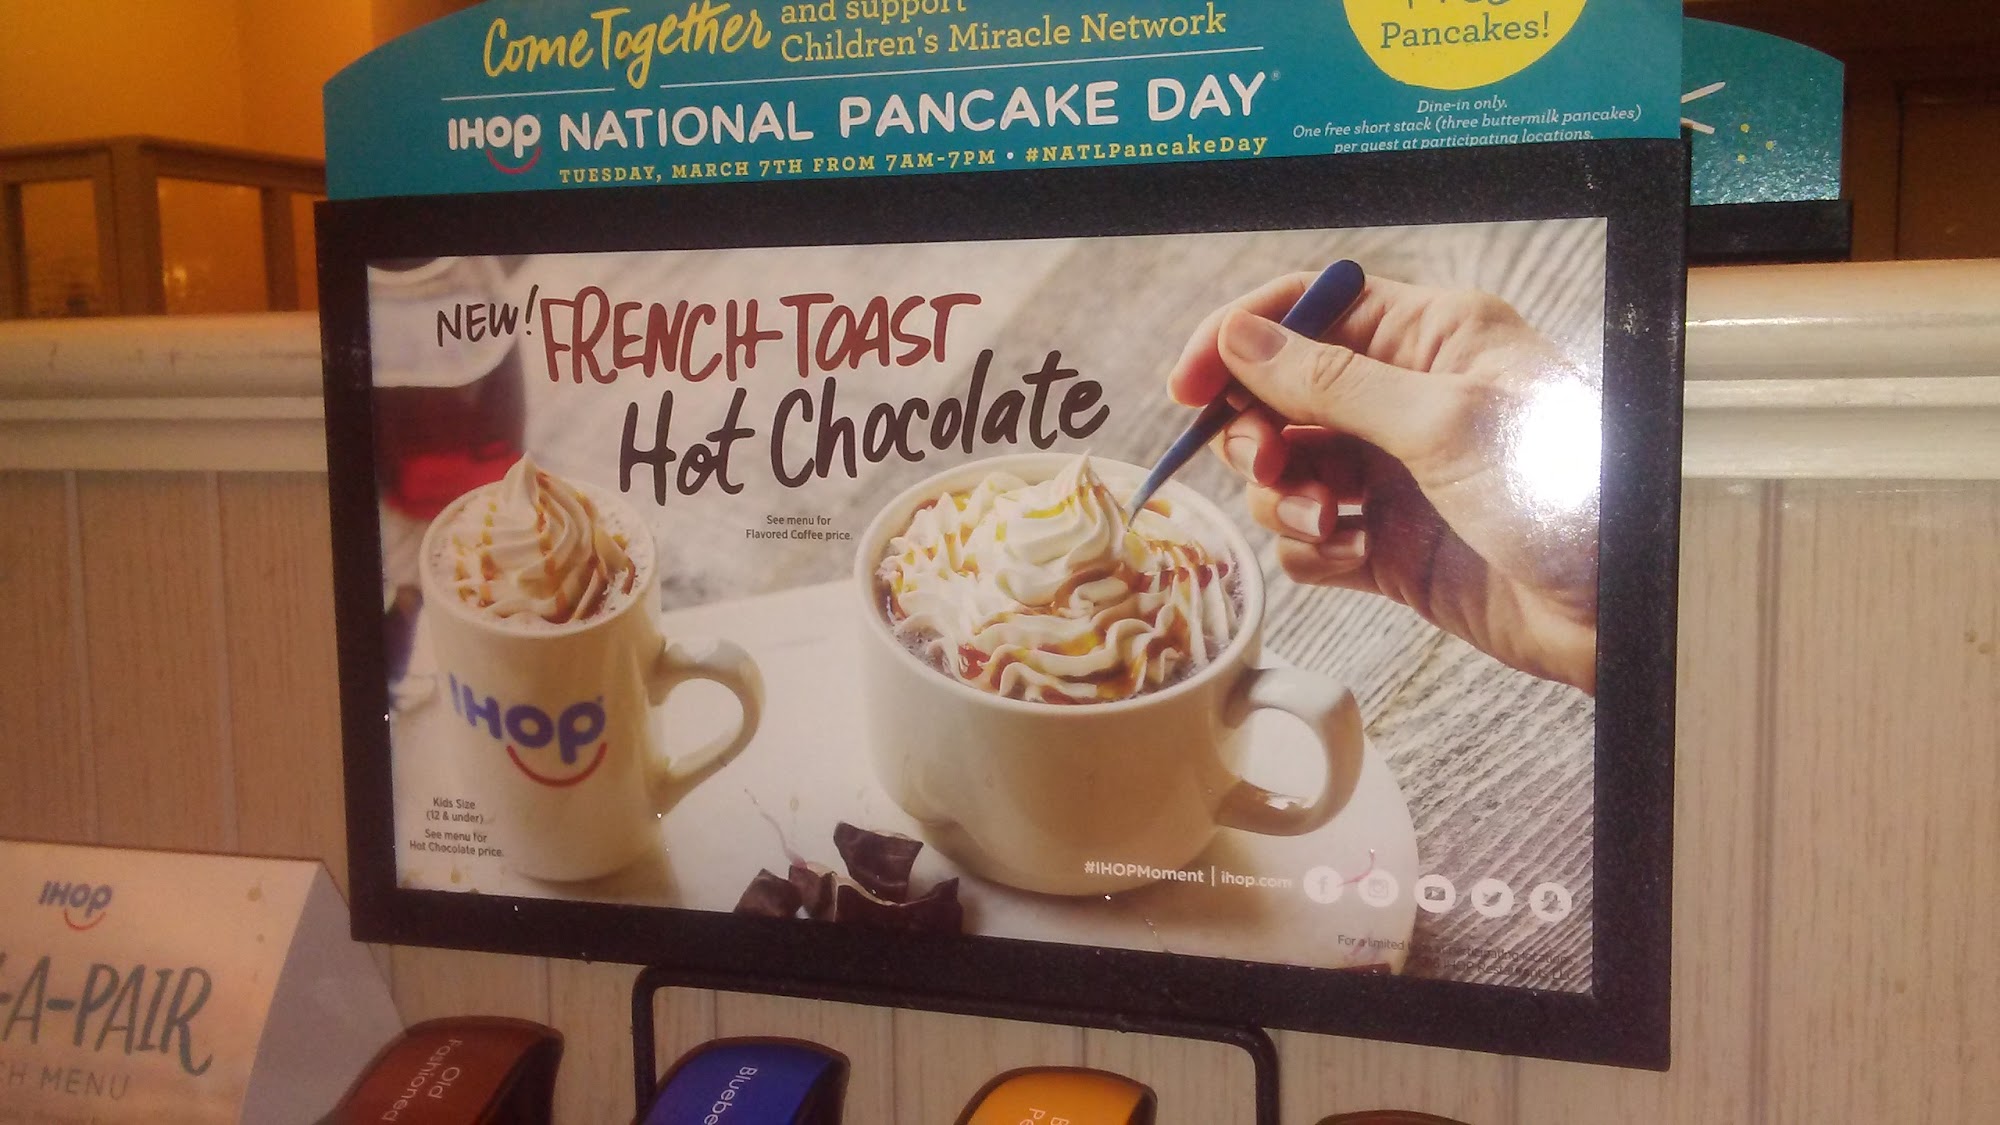 Come Together and support
Children's Miracle Network
Pancakes!
IHOP NATIONAL PANCAKE DAY®
TUESDAY, MARCH 7TH FROM 7AM-7PM • #NATLPancakeDay
Dine-in only.
One free short stack (three buttermilk pancakes)
per guest at participating locations.
NEW! FRENCH TOAST
Hot Chocolate
See menu for
Flavored Coffee price.
IHOP
Kids Size
(12 & under)
See menu for
Hot Chocolate price.
#IHOPMoment | ihop.com
For a limited
IHOP
-A-PAIR
MENU
Old
Fashioned